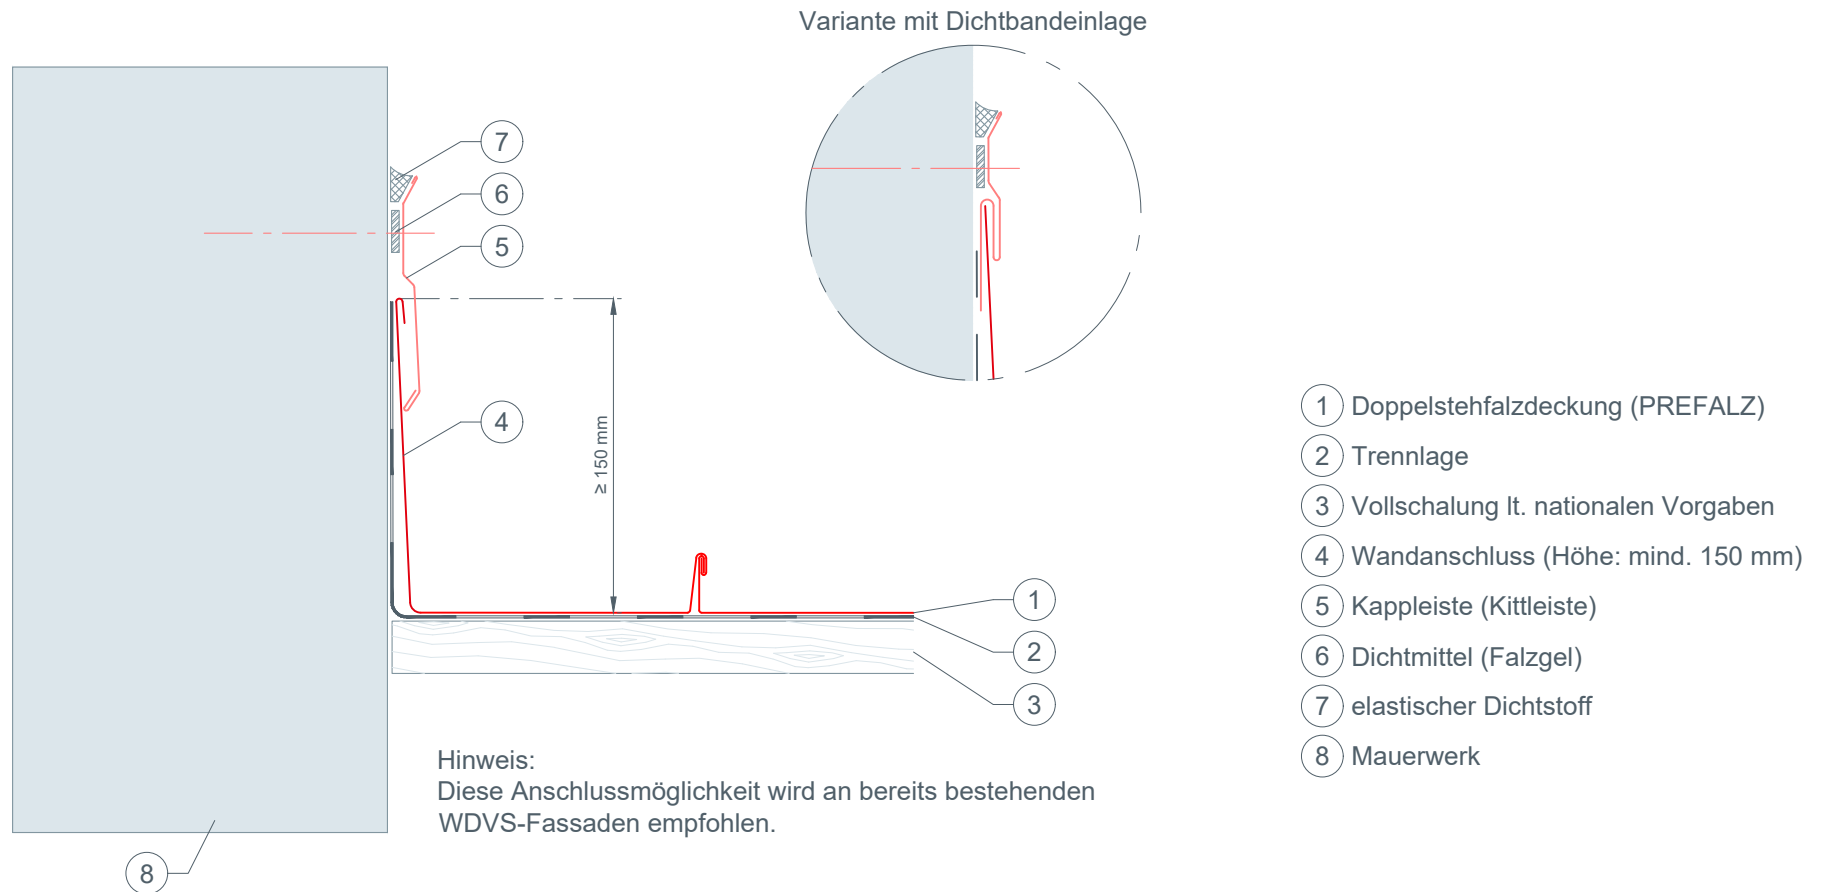 Variante mit Dichtbandeinlage
7
6
5
4
≥ 150 mm
1
2
3
8
1 Doppelstehfalzdeckung (PREFALZ)
2 Trennlage
3 Vollschalung lt. nationalen Vorgaben
4 Wandanschluss (Höhe: mind. 150 mm)
5 Kappleiste (Kittleiste)
6 Dichtmittel (Falzgel)
7 elastischer Dichtstoff
8 Mauerwerk
Hinweis:
Diese Anschlussmöglichkeit wird an bereits bestehenden
WDVS-Fassaden empfohlen.